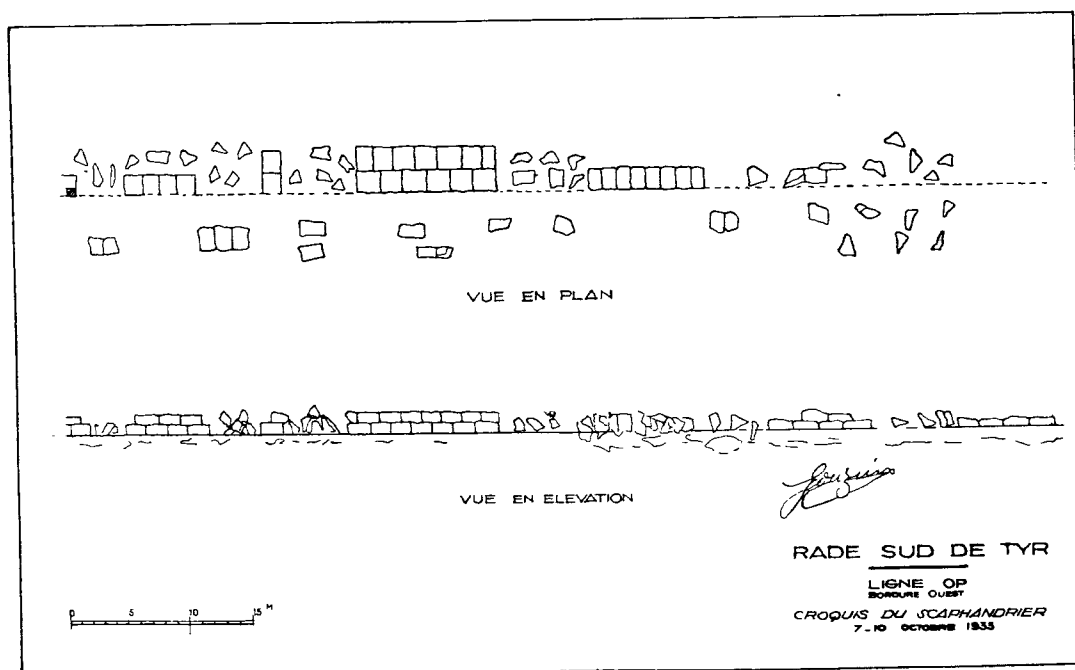 VUE EN PLAN
VUE EN ELEVATION
RADE SUD DE TYR
LIGNE OP
BORDURE OUEST
CROQUIS DU SCAPHANDRIER
7-10 OCTOBRE 1935
0 5 10 15 M